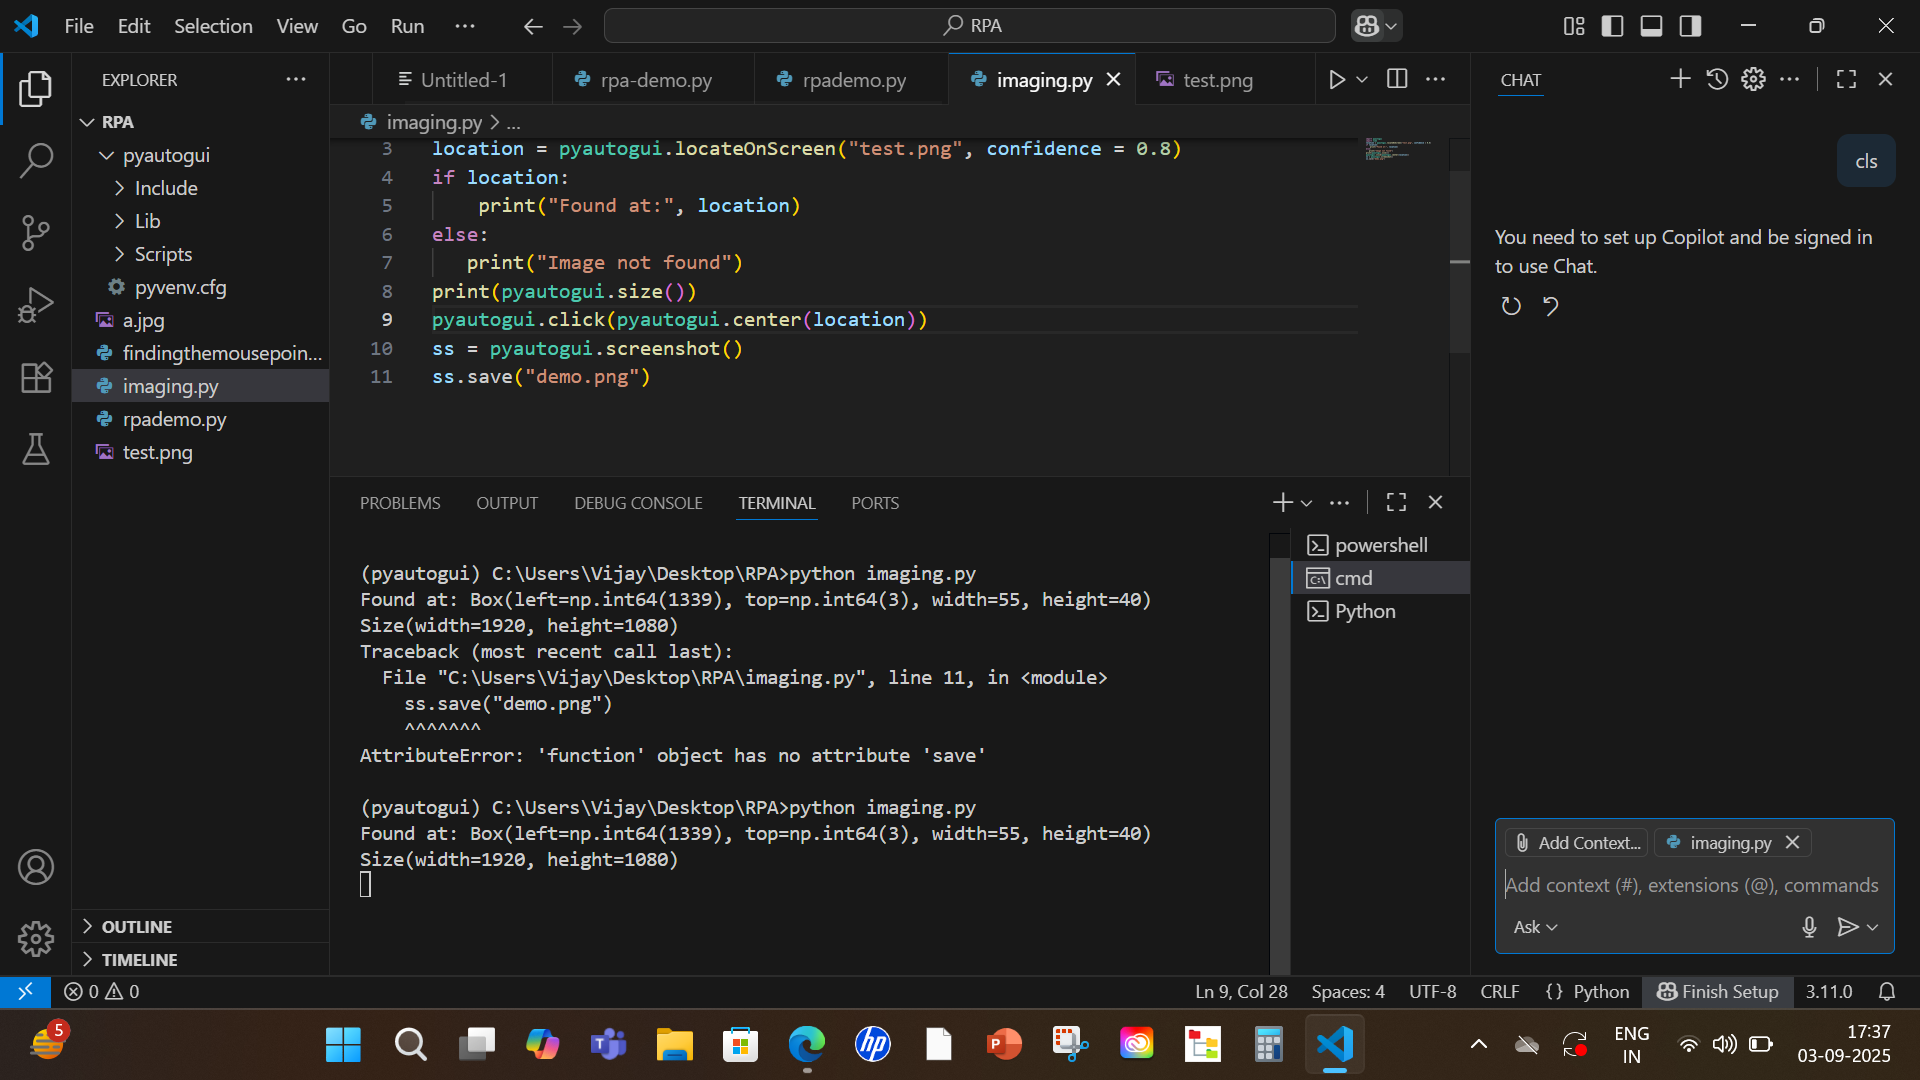 File Edit Selection View Go Run ...
RPA
EXPLORER
RPA
pyautogui
Include
Lib
Scripts
pyvenv.cfg
a.jpg
findingthemousepoin...
imaging.py
rpademo.py
test.png
OUTLINE
TIMELINE
Untitled-1
rpa-demo.py
rpademo.py
imaging.py
test.png
imaging.py > ...
3 location = pyautogui.locateOnScreen("test.png", confidence = 0.8)
4 if location:
5 print("Found at:", location)
6 else:
7 print("Image not found")
8 print(pyautogui.size())
9 pyautogui.click(pyautogui.center(location))
10 ss = pyautogui.screenshot()
11 ss.save("demo.png")
PROBLEMS OUTPUT DEBUG CONSOLE TERMINAL PORTS
(pyautogui) C:\Users\Vijay\Desktop\RPA>python imaging.py
Found at: Box(left=np.int64(1339), top=np.int64(3), width=55, height=40)
Size(width=1920, height=1080)
Traceback (most recent call last):
File "C:\Users\Vijay\Desktop\RPA\imaging.py", line 11, in <module>
ss.save("demo.png")
^^^^^^^
AttributeError: 'function' object has no attribute 'save'
(pyautogui) C:\Users\Vijay\Desktop\RPA>python imaging.py
Found at: Box(left=np.int64(1339), top=np.int64(3), width=55, height=40)
Size(width=1920, height=1080)
powershell
cmd
Python
CHAT
cls
You need to set up Copilot and be signed in
to use Chat.
Add Context...
imaging.py
Add context (#), extensions (@), commands
Ask
0 0
Ln 9, Col 28 Spaces: 4 UTF-8 CRLF {} Python Finish Setup 3.11.0
5
ENG
IN
17:37
03-09-2025